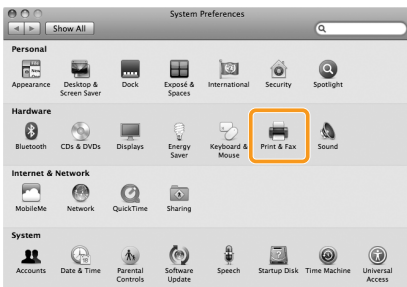 System Preferences
Show All
Personal
Appearance
Desktop &
Screen Saver
Dock
Exposé &
Spaces
International
Security
Spotlight
Hardware
Bluetooth
CDs & DVDs
Displays
Energy
Saver
Keyboard &
Mouse
Print & Fax
Sound
Internet & Network
MobileMe
Network
QuickTime
Sharing
System
Accounts
Date & Time
Parental
Controls
Software
Update
Speech
Startup Disk
Time Machine
Universal
Access